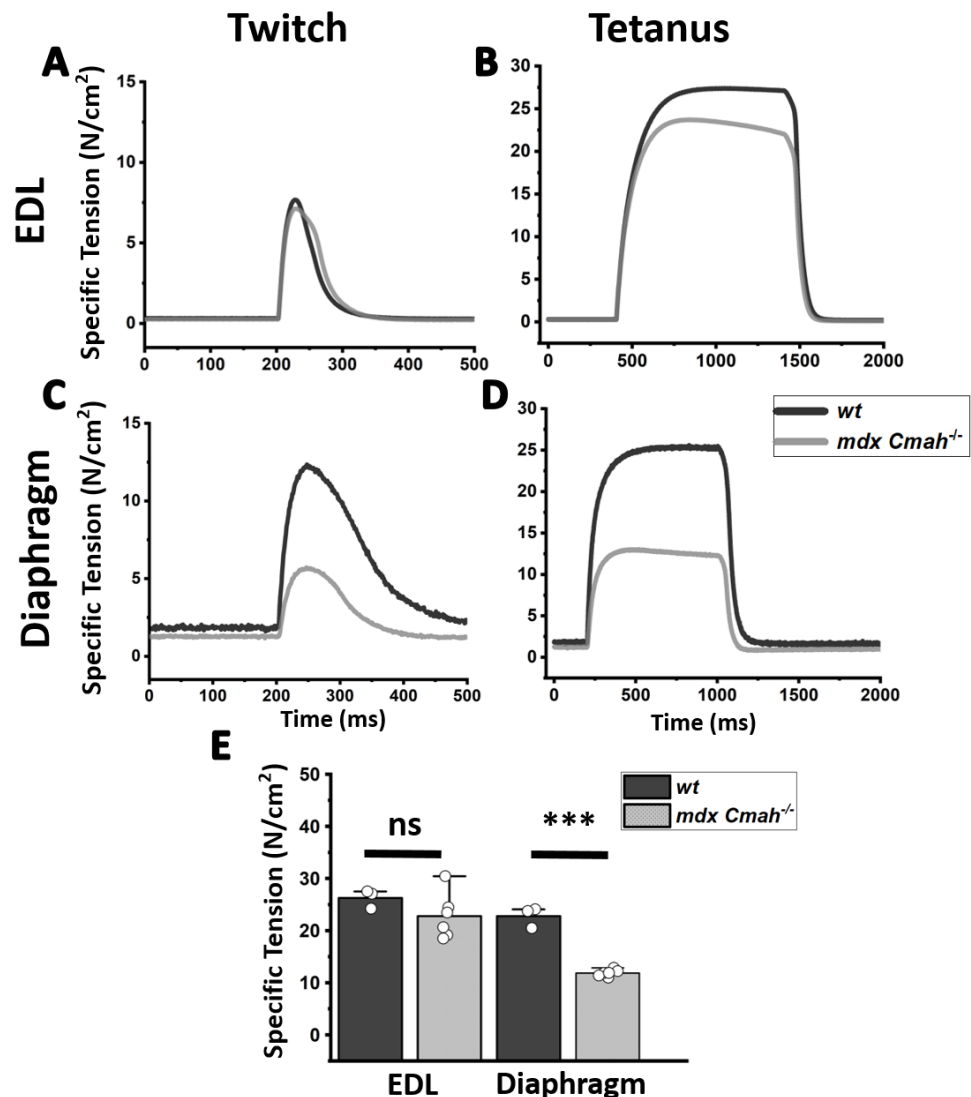 Twitch
Tetanus
EDL
Diaphragm
A
Specific Tension (N/cm²)
15
10
5
0
0 100 200 300 400 500
B
30
25
20
15
10
5
0
0 500 1000 1500 2000
C
Specific Tension (N/cm²)
15
10
5
0
0 100 200 300 400 500
Time (ms)
D
30
25
20
15
10
5
0
0 500 1000 1500 2000
Time (ms)
wt
mdx Cmah⁻/⁻
E
Specific Tension (N/cm²)
50
40
30
20
10
0
ns
***
wt
mdx Cmah⁻/⁻
EDL Diaphragm